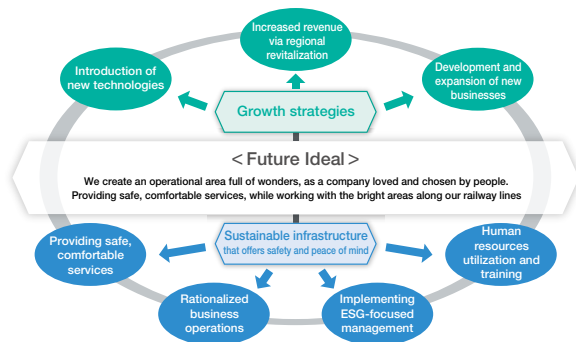 Increased revenue
via regional
revitalization
Introduction of
new technologies
Development and
expansion of new
businesses
Growth strategies
< Future Ideal >
We create an operational area full of wonders, as a company loved and chosen by people.
Providing safe, comfortable services, while working with the bright areas along our railway lines
Sustainable infrastructure
that offers safety and peace of mind
Providing safe,
comfortable
services
Human
resources
utilization and
training
Rationalized
business
operations
Implementing
ESG-focused
management